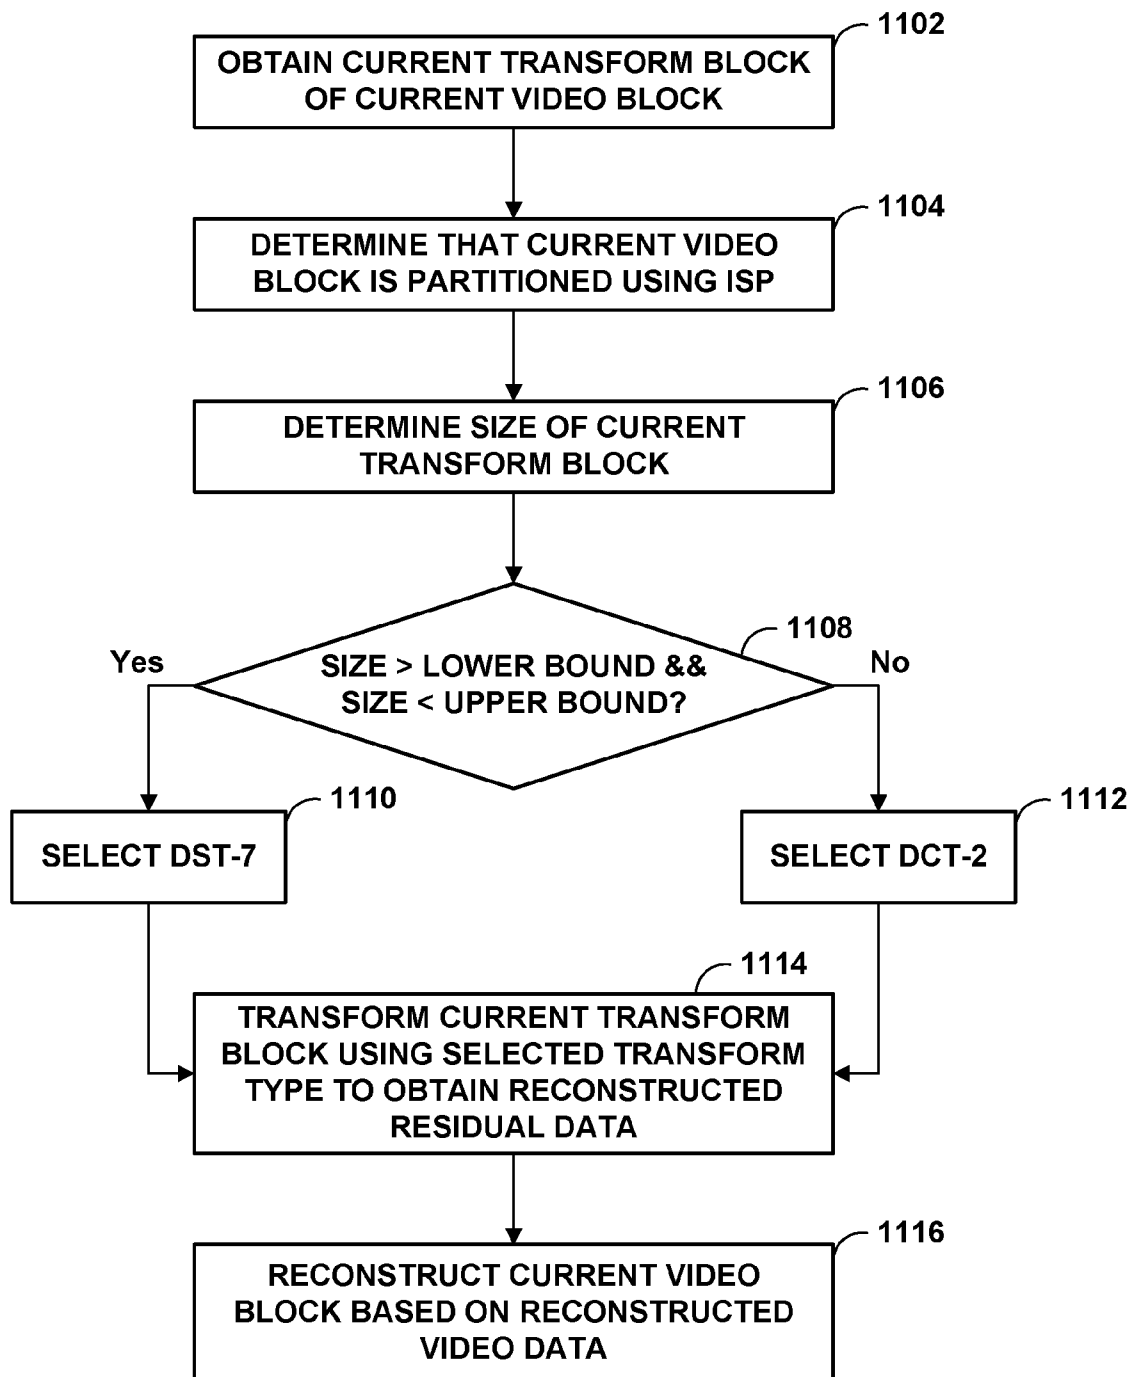 1102
OBTAIN CURRENT TRANSFORM BLOCK
OF CURRENT VIDEO BLOCK
1104
DETERMINE THAT CURRENT VIDEO
BLOCK IS PARTITIONED USING ISP
1106
DETERMINE SIZE OF CURRENT
TRANSFORM BLOCK
1108
SIZE > LOWER BOUND &&
SIZE < UPPER BOUND?
Yes
No
1110
SELECT DST-7
1112
SELECT DCT-2
1114
TRANSFORM CURRENT TRANSFORM
BLOCK USING SELECTED TRANSFORM
TYPE TO OBTAIN RECONSTRUCTED
RESIDUAL DATA
1116
RECONSTRUCT CURRENT VIDEO
BLOCK BASED ON RECONSTRUCTED
VIDEO DATA